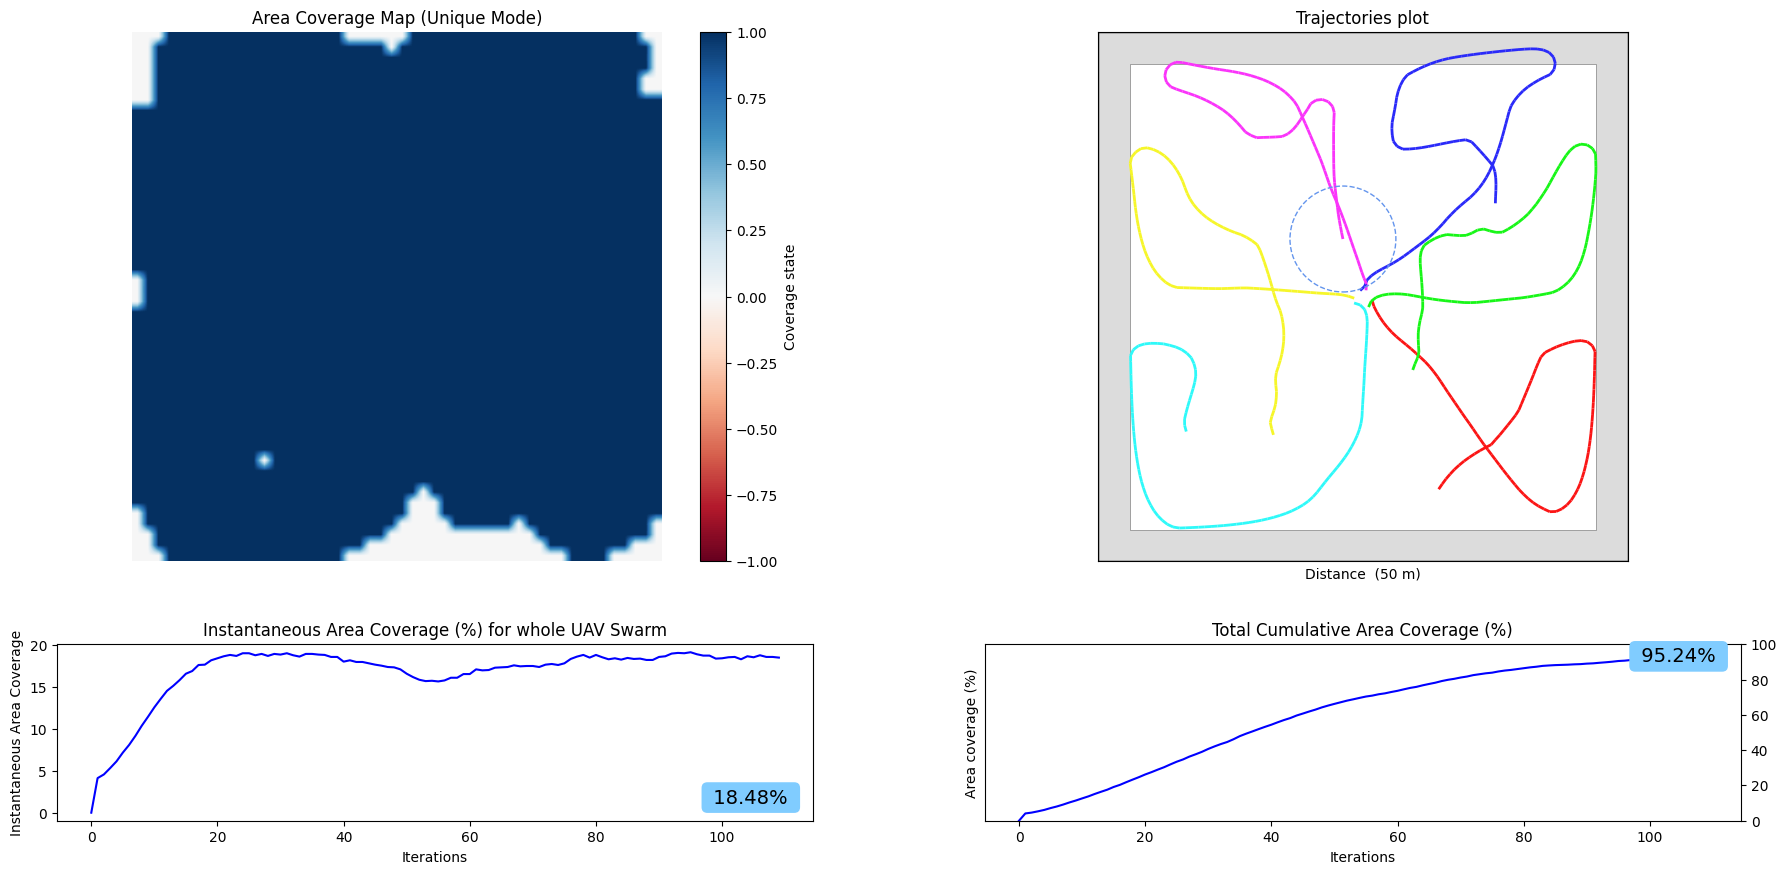 Area Coverage Map (Unique Mode)
1.00
0.75
0.50
0.25
0.00
−0.25
−0.50
−0.75
−1.00
Coverage state
Trajectories plot
Distance  (50 m)
Instantaneous Area Coverage (%) for whole UAV Swarm
Instantaneous Area Coverage
20
15
10
5
0
18.48%
0 20 40 60 80 100
Iterations
Total Cumulative Area Coverage (%)
Area coverage (%)
95.24%
100
80
60
40
20
0
0 20 40 60 80 100
Iterations